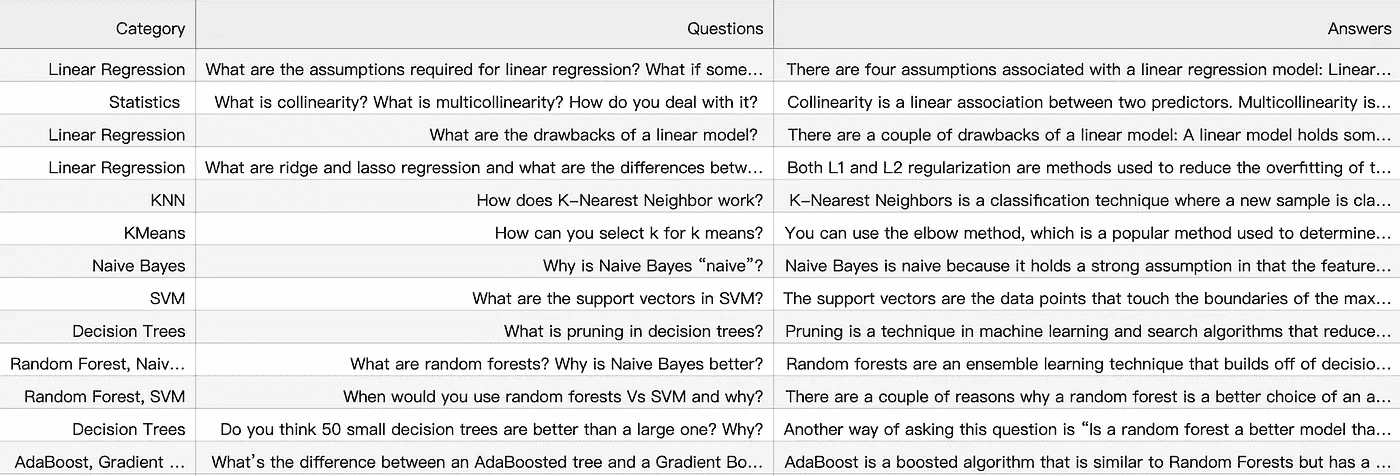 Category Questions Answers
Linear Regression What are the assumptions required for linear regression? What if some... There are four assumptions associated with a linear regression model: Linear...
Statistics What is collinearity? What is multicollinearity? How do you deal with it? Collinearity is a linear association between two predictors. Multicollinearity is...
Linear Regression What are the drawbacks of a linear model? There are a couple of drawbacks of a linear model: A linear model holds som...
Linear Regression What are ridge and lasso regression and what are the differences betw... Both L1 and L2 regularization are methods used to reduce the overfitting of t...
KNN How does K-Nearest Neighbor work? K-Nearest Neighbors is a classification technique where a new sample is cla...
KMeans How can you select k for k means? You can use the elbow method, which is a popular method used to determine...
Naive Bayes Why is Naive Bayes “naive”? Naive Bayes is naive because it holds a strong assumption in that the feature...
SVM What are the support vectors in SVM? The support vectors are the data points that touch the boundaries of the max...
Decision Trees What is pruning in decision trees? Pruning is a technique in machine learning and search algorithms that reduce...
Random Forest, Naiv... What are random forests? Why is Naive Bayes better? Random forests are an ensemble learning technique that builds off of decisio...
Random Forest, SVM When would you use random forests Vs SVM and why? There are a couple of reasons why a random forest is a better choice of an a...
Decision Trees Do you think 50 small decision trees are better than a large one? Why? Another way of asking this question is “Is a random forest a better model tha...
AdaBoost, Gradient ... What’s the difference between an AdaBoosted tree and a Gradient Bo... AdaBoost is a boosted algorithm that is similar to Random Forests but has a ...